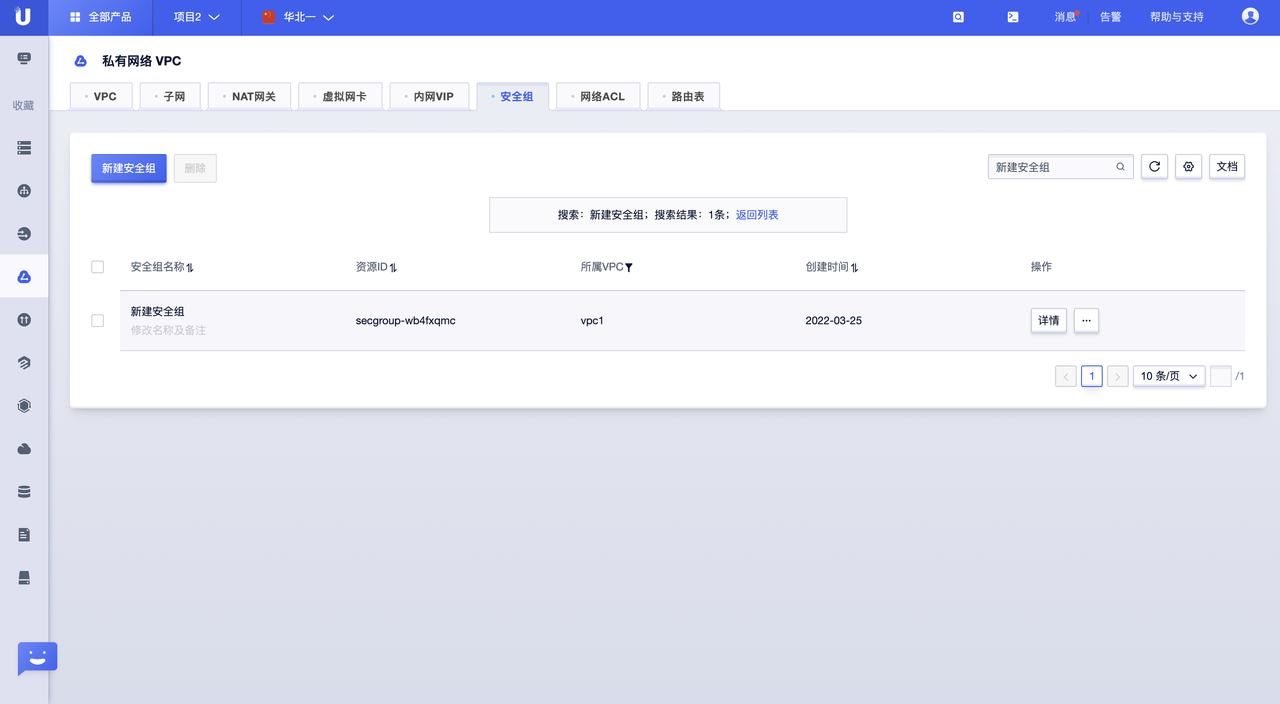 全部产品 项目2 华北一 消息 告警 帮助与支持
私有网络 VPC
VPC 子网 NAT网关 虚拟网卡 内网VIP 安全组 网络ACL 路由表
收藏
新建安全组 删除 新建安全组 文档
搜索：新建安全组；搜索结果：1条；返回列表
安全组名称 资源ID 所属VPC 创建时间 操作
新建安全组
修改名称及备注
secgroup-wb4fxqmc vpc1 2022-03-25 详情 ...
1 10 条/页 /1